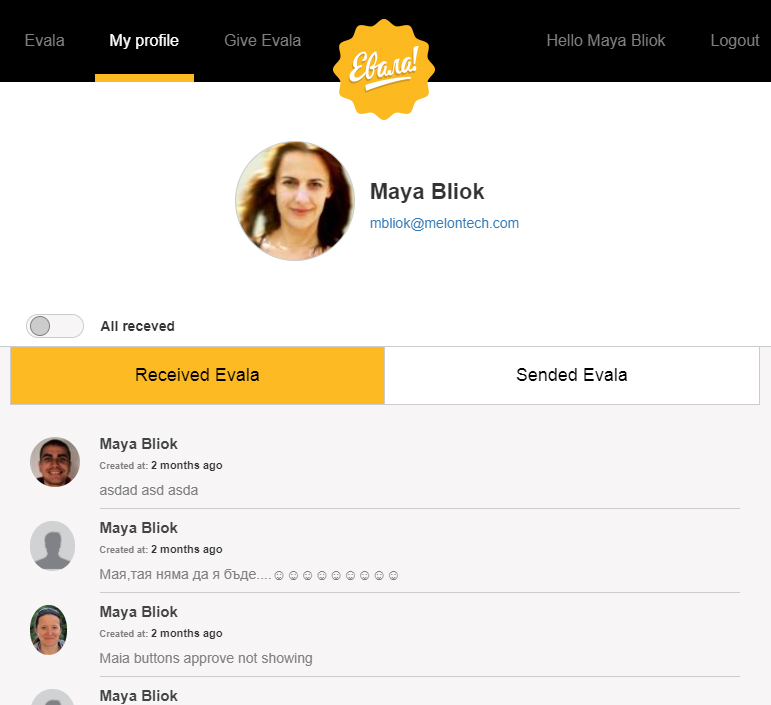 Evala
My profile
Give Evala
Евала!
Hello Maya Bliok
Logout
Maya Bliok
mbliok@melontech.com
All receved
Received Evala
Sended Evala
Maya Bliok
Created at: 2 months ago
asdad asd asda
Maya Bliok
Created at: 2 months ago
Мая,тая няма да я бъде....☺☺☺☺☺☺☺☺☺
Maya Bliok
Created at: 2 months ago
Maia buttons approve not showing
Maya Bliok